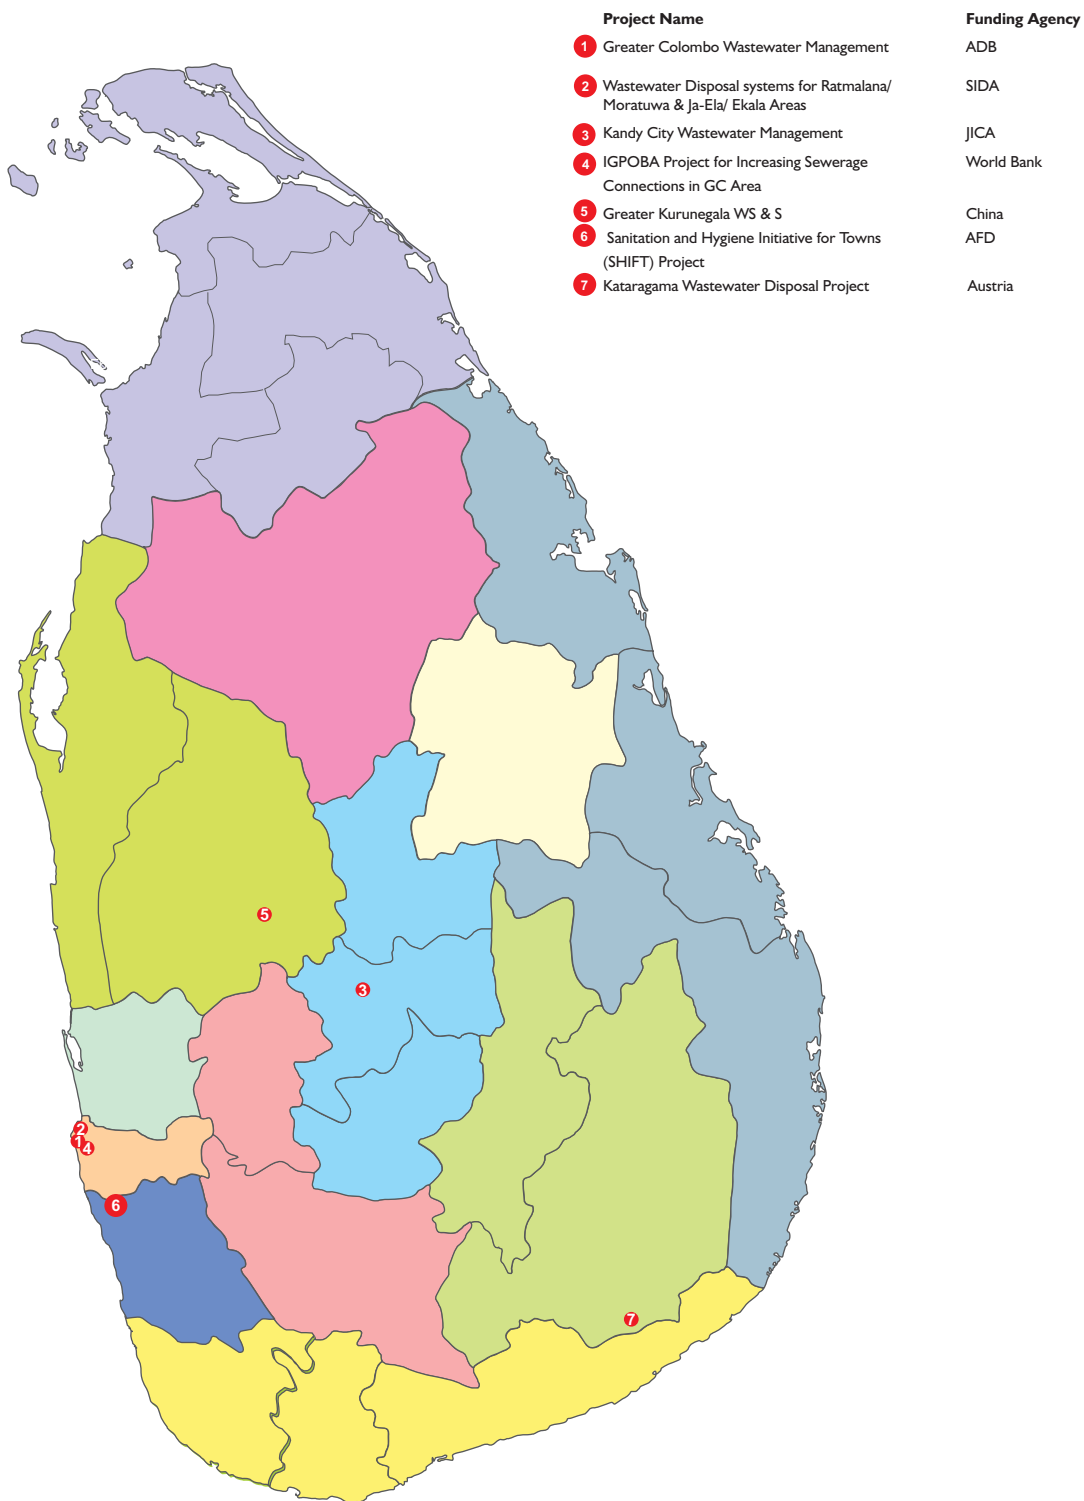 Project Name Funding Agency
1 Greater Colombo Wastewater Management ADB
2 Wastewater Disposal systems for Ratmalana/ SIDA
Moratuwa & Ja-Ela/ Ekala Areas
3 Kandy City Wastewater Management JICA
4 IGPOBA Project for Increasing Sewerage World Bank
Connections in GC Area
5 Greater Kurunegala WS & S China
6 Sanitation and Hygiene Initiative for Towns AFD
(SHIFT) Project
7 Kataragama Wastewater Disposal Project Austria
5
3
2
1
4
6
7